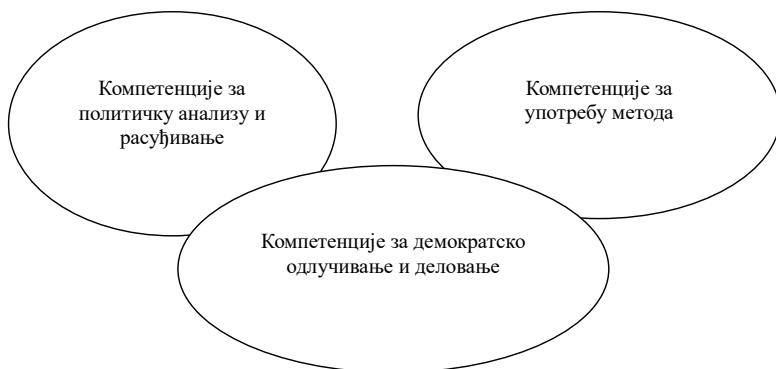 Компетенције за
политичку анализу и
расуђивање
Компетенције за
употребу метода
Компетенције за демократско
одлучивање и деловање